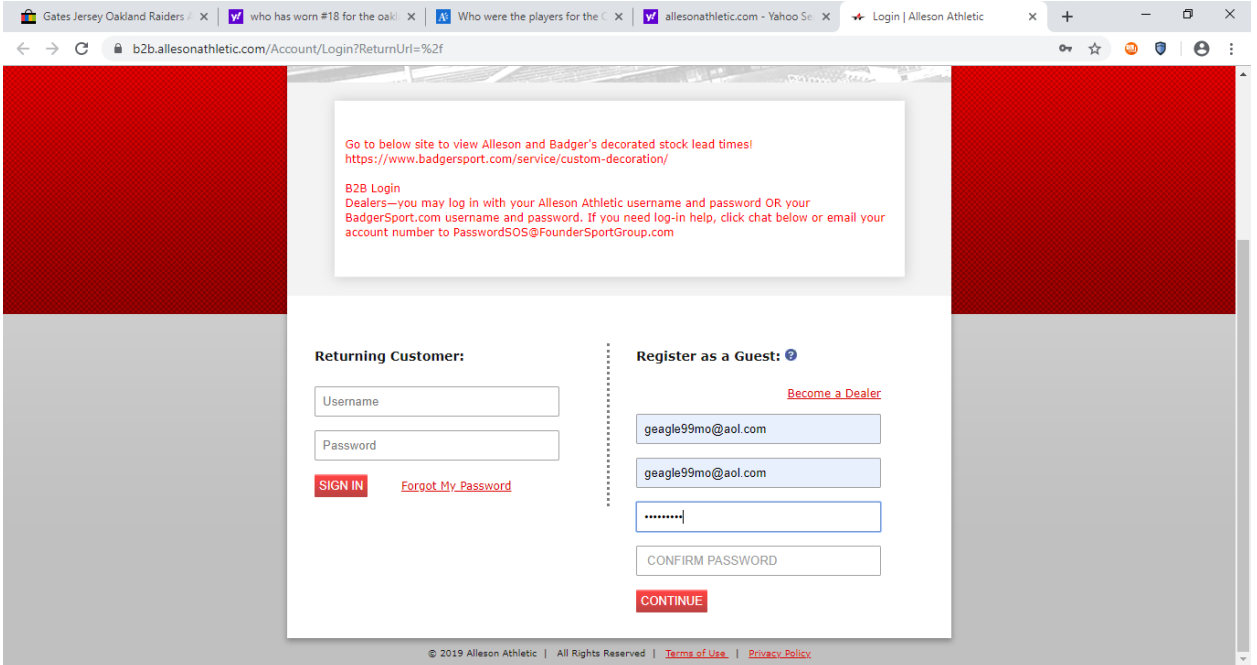 Gates Jersey Oakland Raiders A
who has worn #18 for the oakl
Who were the players for the C
allesonathletic.com - Yahoo Se
Login | Alleson Athletic
b2b.allesonathletic.com/Account/Login?ReturnUrl=%2f
Go to below site to view Alleson and Badger's decorated stock lead times!
https://www.badgersport.com/service/custom-decoration/
B2B Login
Dealers—you may log in with your Alleson Athletic username and password OR your
BadgerSport.com username and password. If you need log-in help, click chat below or email your
account number to PasswordSOS@FounderSportGroup.com
Returning Customer:
Username
Password
SIGN IN
Forgot My Password
Register as a Guest:
Become a Dealer
geagle99mo@aol.com
geagle99mo@aol.com
•••••••••
CONFIRM PASSWORD
CONTINUE
© 2019 Alleson Athletic | All Rights Reserved | Terms of Use | Privacy Policy